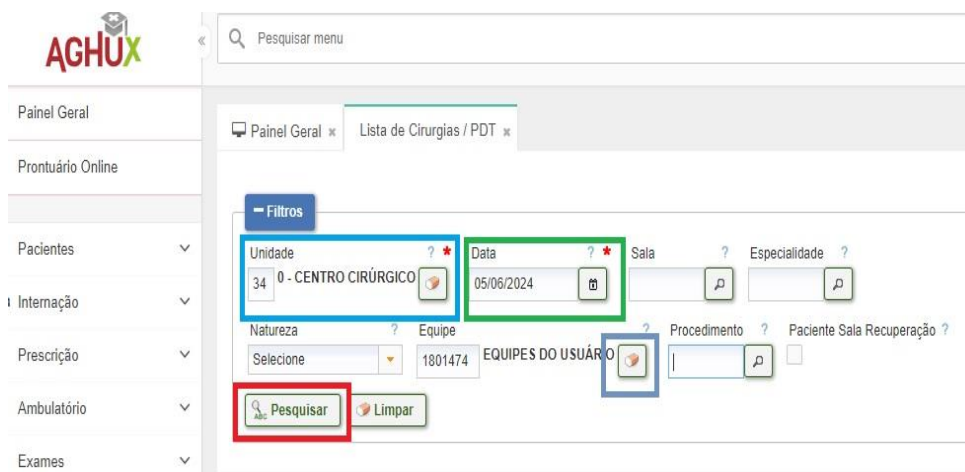 AGHUX
«
Pesquisar menu
Painel Geral
Prontuário Online
Pacientes
Internação
Prescrição
Ambulatório
Exames
Painel Geral × Lista de Cirurgias / PDT ×
Filtros
Unidade ? * Data ? * Sala ? Especialidade ?
34 0 - CENTRO CIRÚRGICO 05/06/2024
Natureza ? Equipe ? Procedimento ? Paciente Sala Recuperação ?
Selecione 1801474 EQUIPES DO USUÁRIO
ABC Pesquisar Limpar